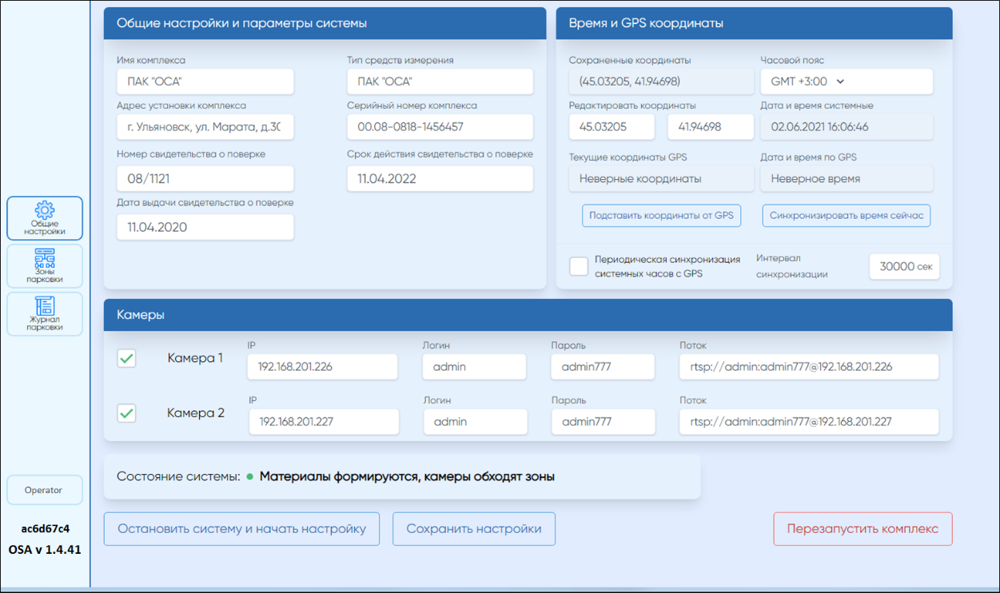 Общие настройки и параметры системы
Имя комплекса
Тип средств измерения
ПАК "ОСА"
ПАК "ОСА"
Адрес установки комплекса
Серийный номер комплекса
г. Ульяновск, ул. Марата, д.30
00.08-0818-1456457
Номер свидетельства о поверке
Срок действия свидетельства о поверке
08/1121
11.04.2022
Дата выдачи свидетельства о поверке
11.04.2020
Время и GPS координаты
Сохраненные координаты
Часовой пояс
(45.03205, 41.94698)
GMT +3:00
Редактировать координаты
Дата и время системные
45.03205
41.94698
02.06.2021 16:06:46
Текущие координаты GPS
Дата и время по GPS
Неверные координаты
Неверное время
Подставить координаты от GPS
Синхронизировать время сейчас
Периодическая синхронизация
системных часов с GPS
Интервал
синхронизации
30000 сек
Общие
настройки
Зоны
парковки
Журнал
парковки
Камеры
Камера 1
IP
Логин
Пароль
Поток
192.168.201.226
admin
admin777
rtsp://admin:admin777@192.168.201.226
Камера 2
IP
Логин
Пароль
Поток
192.168.201.227
admin
admin777
rtsp://admin:admin777@192.168.201.227
Состояние системы: Материалы формируются, камеры обходят зоны
Operator
ac6d67c4
OSA v 1.4.41
Остановить систему и начать настройку
Сохранить настройки
Перезапустить комплекс